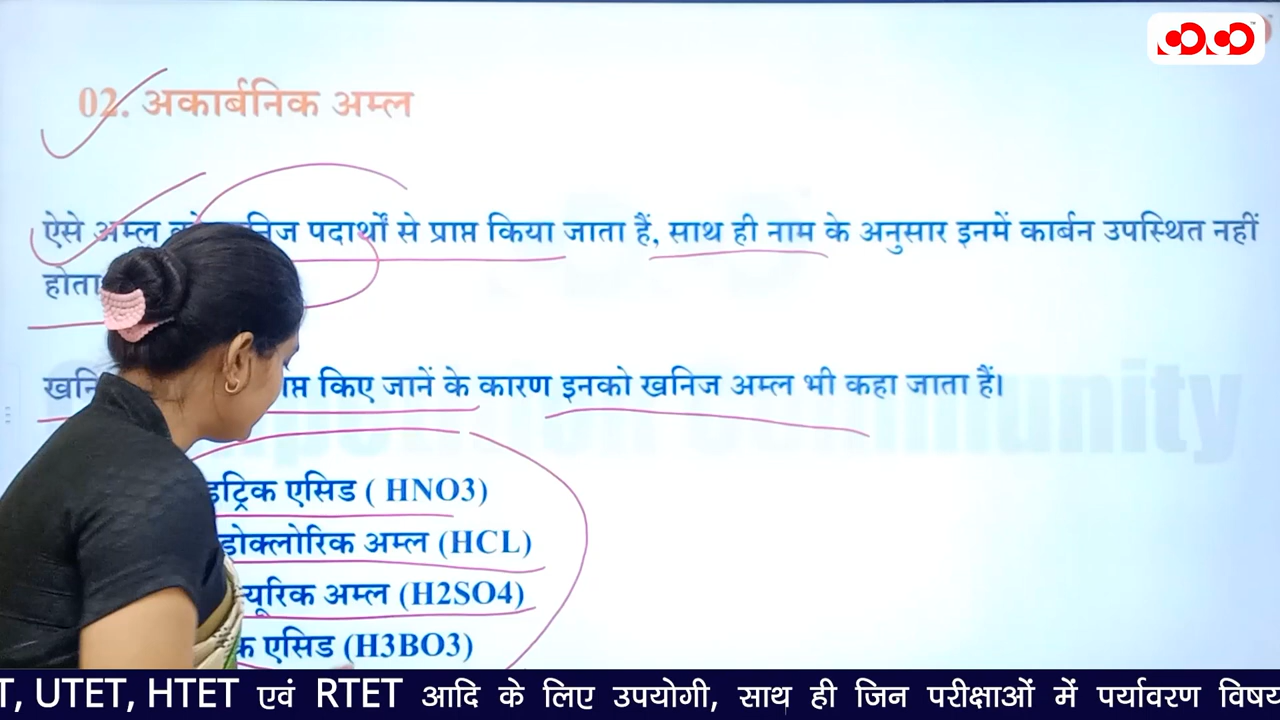 02. अकार्बनिक अम्ल
ऐसे अम्ल को खनिज पदार्थों से प्राप्त किया जाता हैं, साथ ही नाम के अनुसार इनमें कार्बन उपस्थित नहीं
होता
किए जानें के कारण इनको खनिज अम्ल भी कहा जाता हैं।
एसिड ( HNO3)
अम्ल (HCL)
अम्ल (H2SO4)
एसिड (H3BO3)
UTET, HTET एवं RTET आदि के लिए उपयोगी, साथ ही जिन परीक्षाओं में पर्यावरण